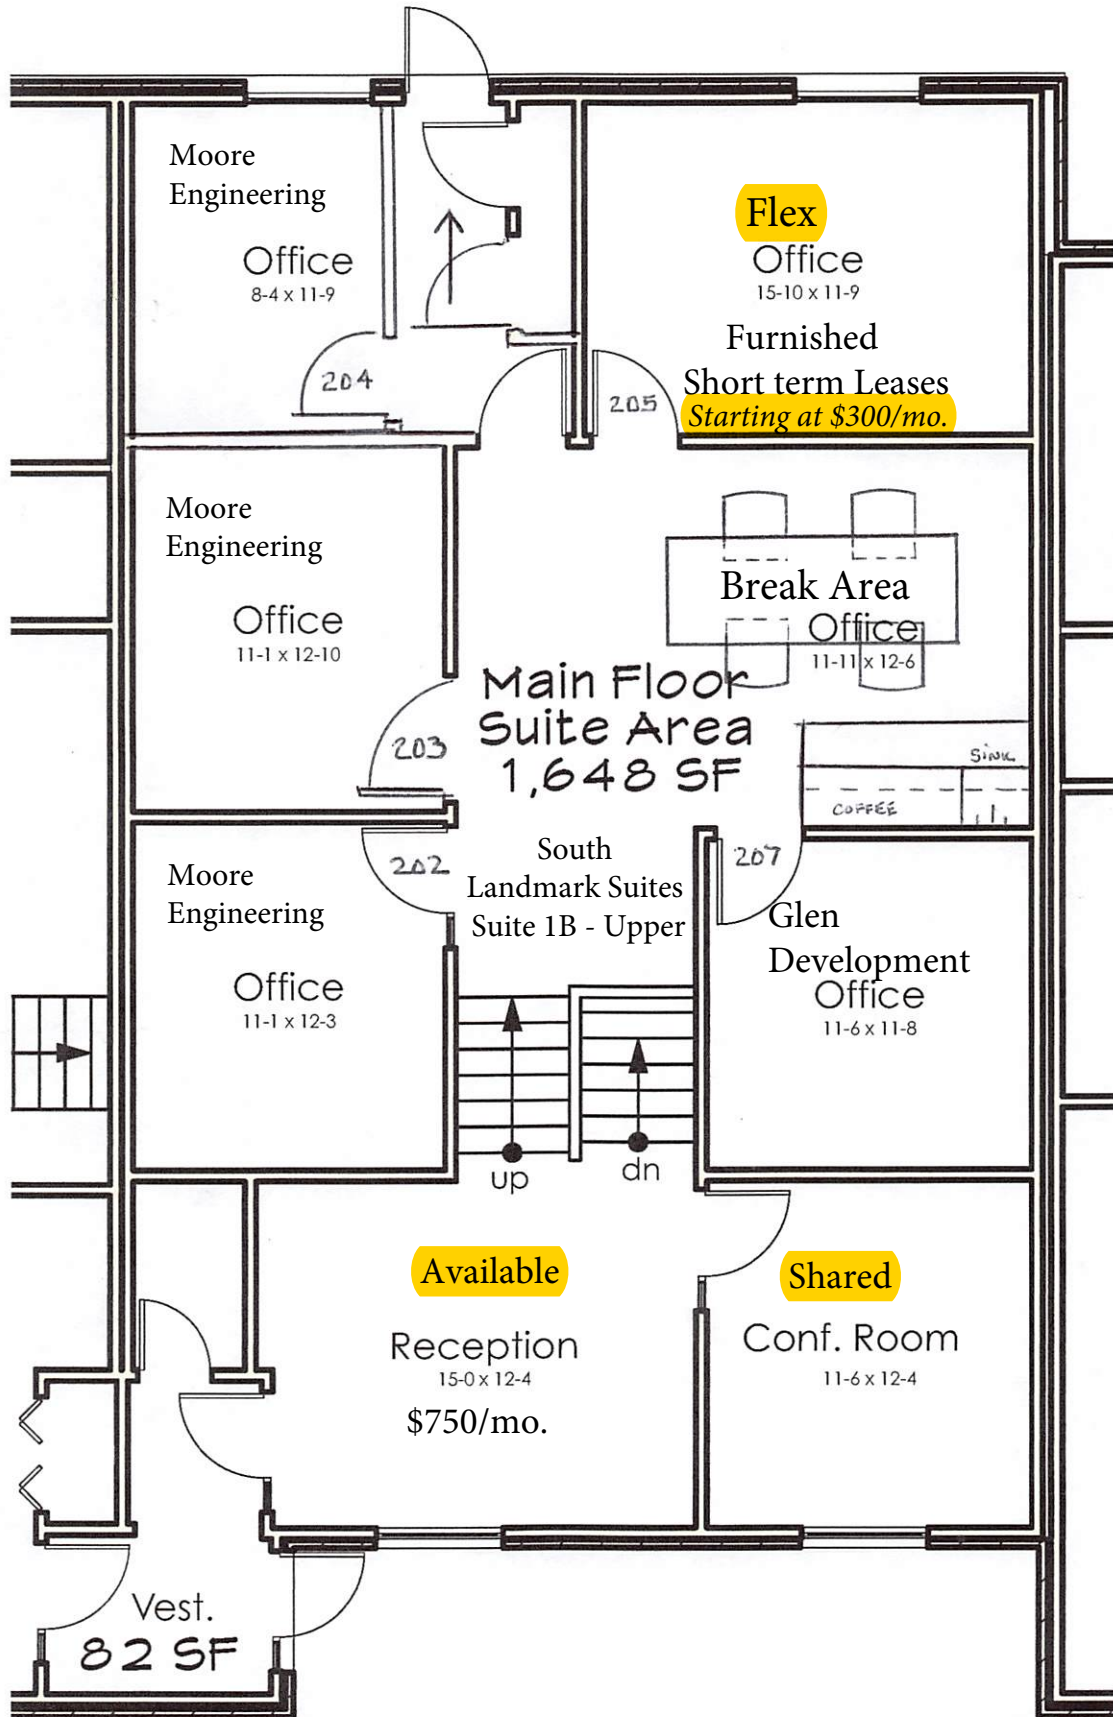 Moore
Engineering
Office
8-4 x 11-9
204
Flex
Office
15-10 x 11-9
Furnished
Short term Leases
Starting at $300/mo.
205
Moore
Engineering
Office
11-1 x 12-10
203
Break Area
Office
11-11 x 12-6
Main Floor
Suite Area
1,648 SF
SINK
COFFEE
Moore
Engineering
202
Office
11-1 x 12-3
South
Landmark Suites
Suite 1B - Upper
207
Glen
Development
Office
11-6 x 11-8
up
dn
Available
Reception
15-0 x 12-4
$750/mo.
Shared
Conf. Room
11-6 x 12-4
Vest.
82 SF